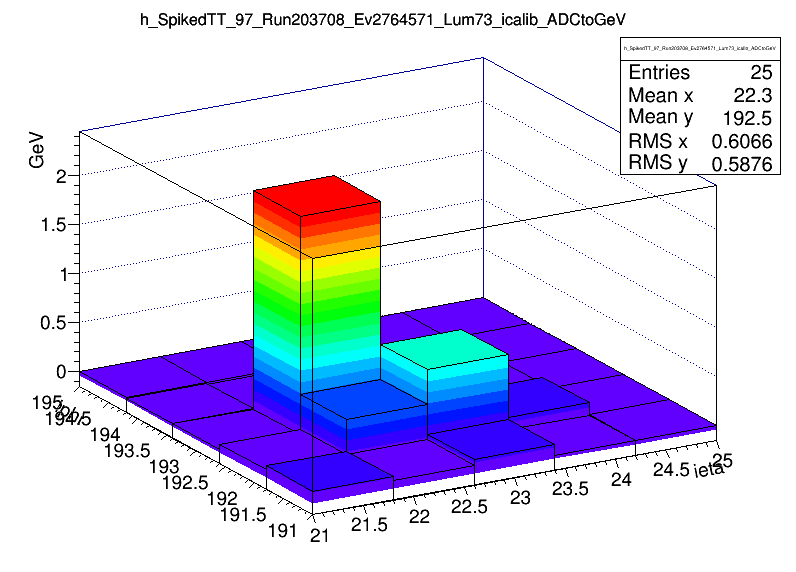 h_SpikedTT_97_Run203708_Ev2764571_Lum73_icalib_ADCtoGeV
h_SpikedTT_97_Run203708_Ev2764571_Lum73_icalib_ADCtoGeV
Entries 25
Mean x 22.3
Mean y 192.5
RMS x 0.6066
RMS y 0.5876
GeV
2
1.5
1
0.5
0
195
194.5
194
193.5
193
192.5
192
191.5
191
21
21.5
22
22.5
23
23.5
24
24.5
25
ieta